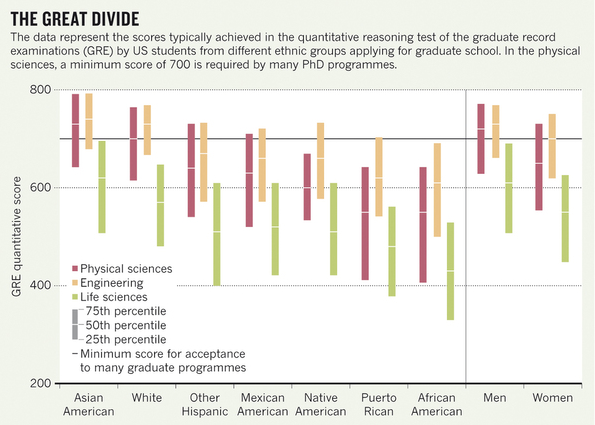 THE GREAT DIVIDE
The data represent the scores typically achieved in the quantitative reasoning test of the graduate record
examinations (GRE) by US students from different ethnic groups applying for graduate school. In the physical
sciences, a minimum score of 700 is required by many PhD programmes.
800
600
400
200
GRE quantitative score
Physical sciences
Engineering
Life sciences
75th percentile
50th percentile
25th percentile
Minimum score for acceptance
to many graduate programmes
Asian
American
White
Other
Hispanic
Mexican
American
Native
American
Puerto
Rican
African
American
Men
Women